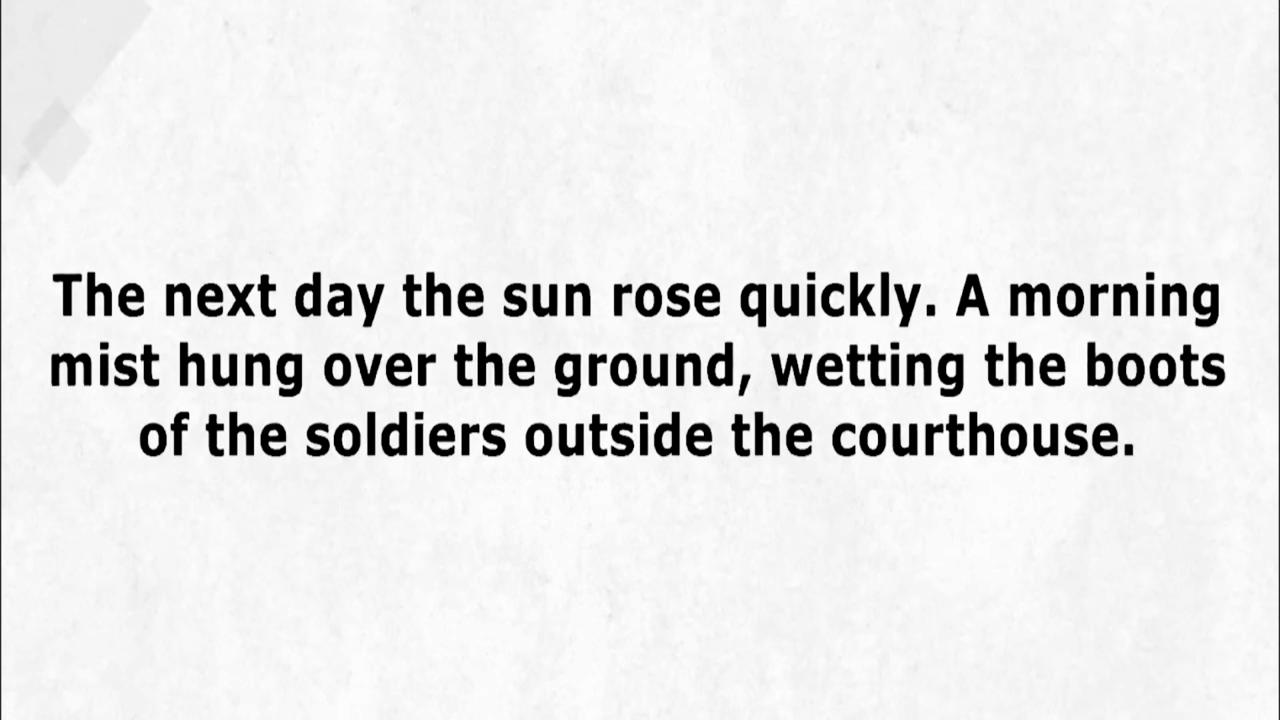 The next day the sun rose quickly. A morning
mist hung over the ground, wetting the boots
of the soldiers outside the courthouse.